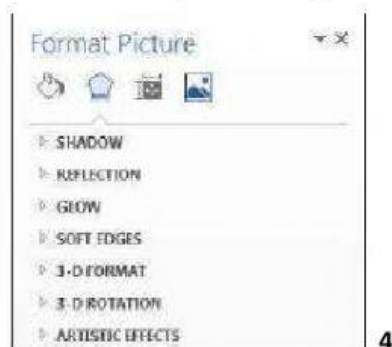 Format Picture
SHADOW
REFLECTION
GLOW
SOFT EDGES
3-D FORMAT
3-D ROTATION
ARTISTIC EFFECTS
4